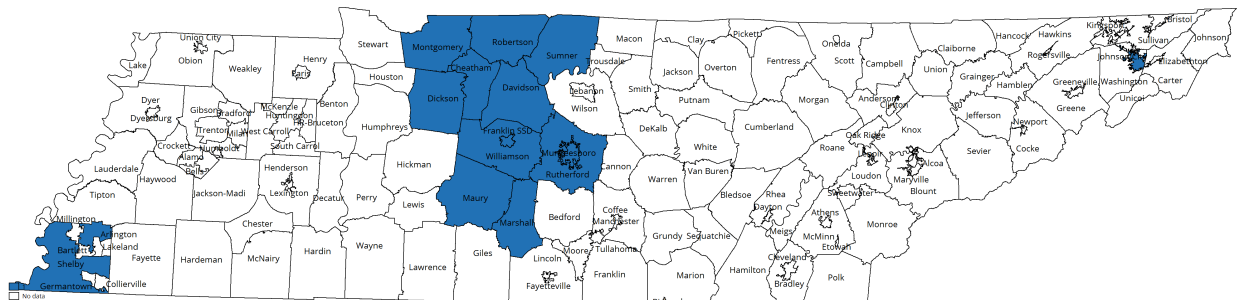 Stewart
Montgomery
Robertson
Sumner
Macon
Clay
Pickett
Oneida
Scott
Campbell
Claiborne
Hancock
Hawkins
Kingsport
Bristol
Sullivan
Johnson
Union City
Obion
Lake
Weakley
Henry
Paris
Houston
Cheatham
Trousdale
Jackson
Overton
Fentress
Union
Grainger
Rogersville
Hamblen
Greeneville
Washington
Elizabethton
Carter
Unicoi
Dyer
Dyersburg
Gibson
Bradford
McKenzie
Huntingdon
Benton
HR-Bruceton
Dickson
Davidson
Lebanon
Wilson
Smith
Putnam
Morgan
Anderson
Clinton
Jefferson
Greene
Newport
Trenton
Milan
West Carroll
South Carrol
Humphreys
Franklin SSD
DeKalb
Cumberland
Oak Ridge
Knox
Crockett
Alamo
Humboldt
Bells
Williamson
White
Roane
Lenoir
Alcoa
Sevier
Cocke
Lauderdale
Haywood
Henderson
Hickman
Rutherford
Cannon
Warren
Van Buren
Loudon
Maryville
Blount
Tipton
Jackson-Madi
Lexington
Decatur
Perry
Lewis
Maury
Marshall
Bedford
Coffee
Manchester
Bledsoe
Rhea
Dayton
Sweetwater
Athens
Monroe
Millington
Arlington
Lakeland
Bartlett
Chester
Grundy
Sequatchie
Meigs
McMinn
Etowah
Shelby
Germantown
Collierville
Fayette
Hardeman
McNairy
Hardin
Wayne
Lawrence
Giles
Lincoln
Moore
Tullahoma
Fayetteville
Franklin
Marion
Hamilton
Cleveland
Bradley
Polk
No data